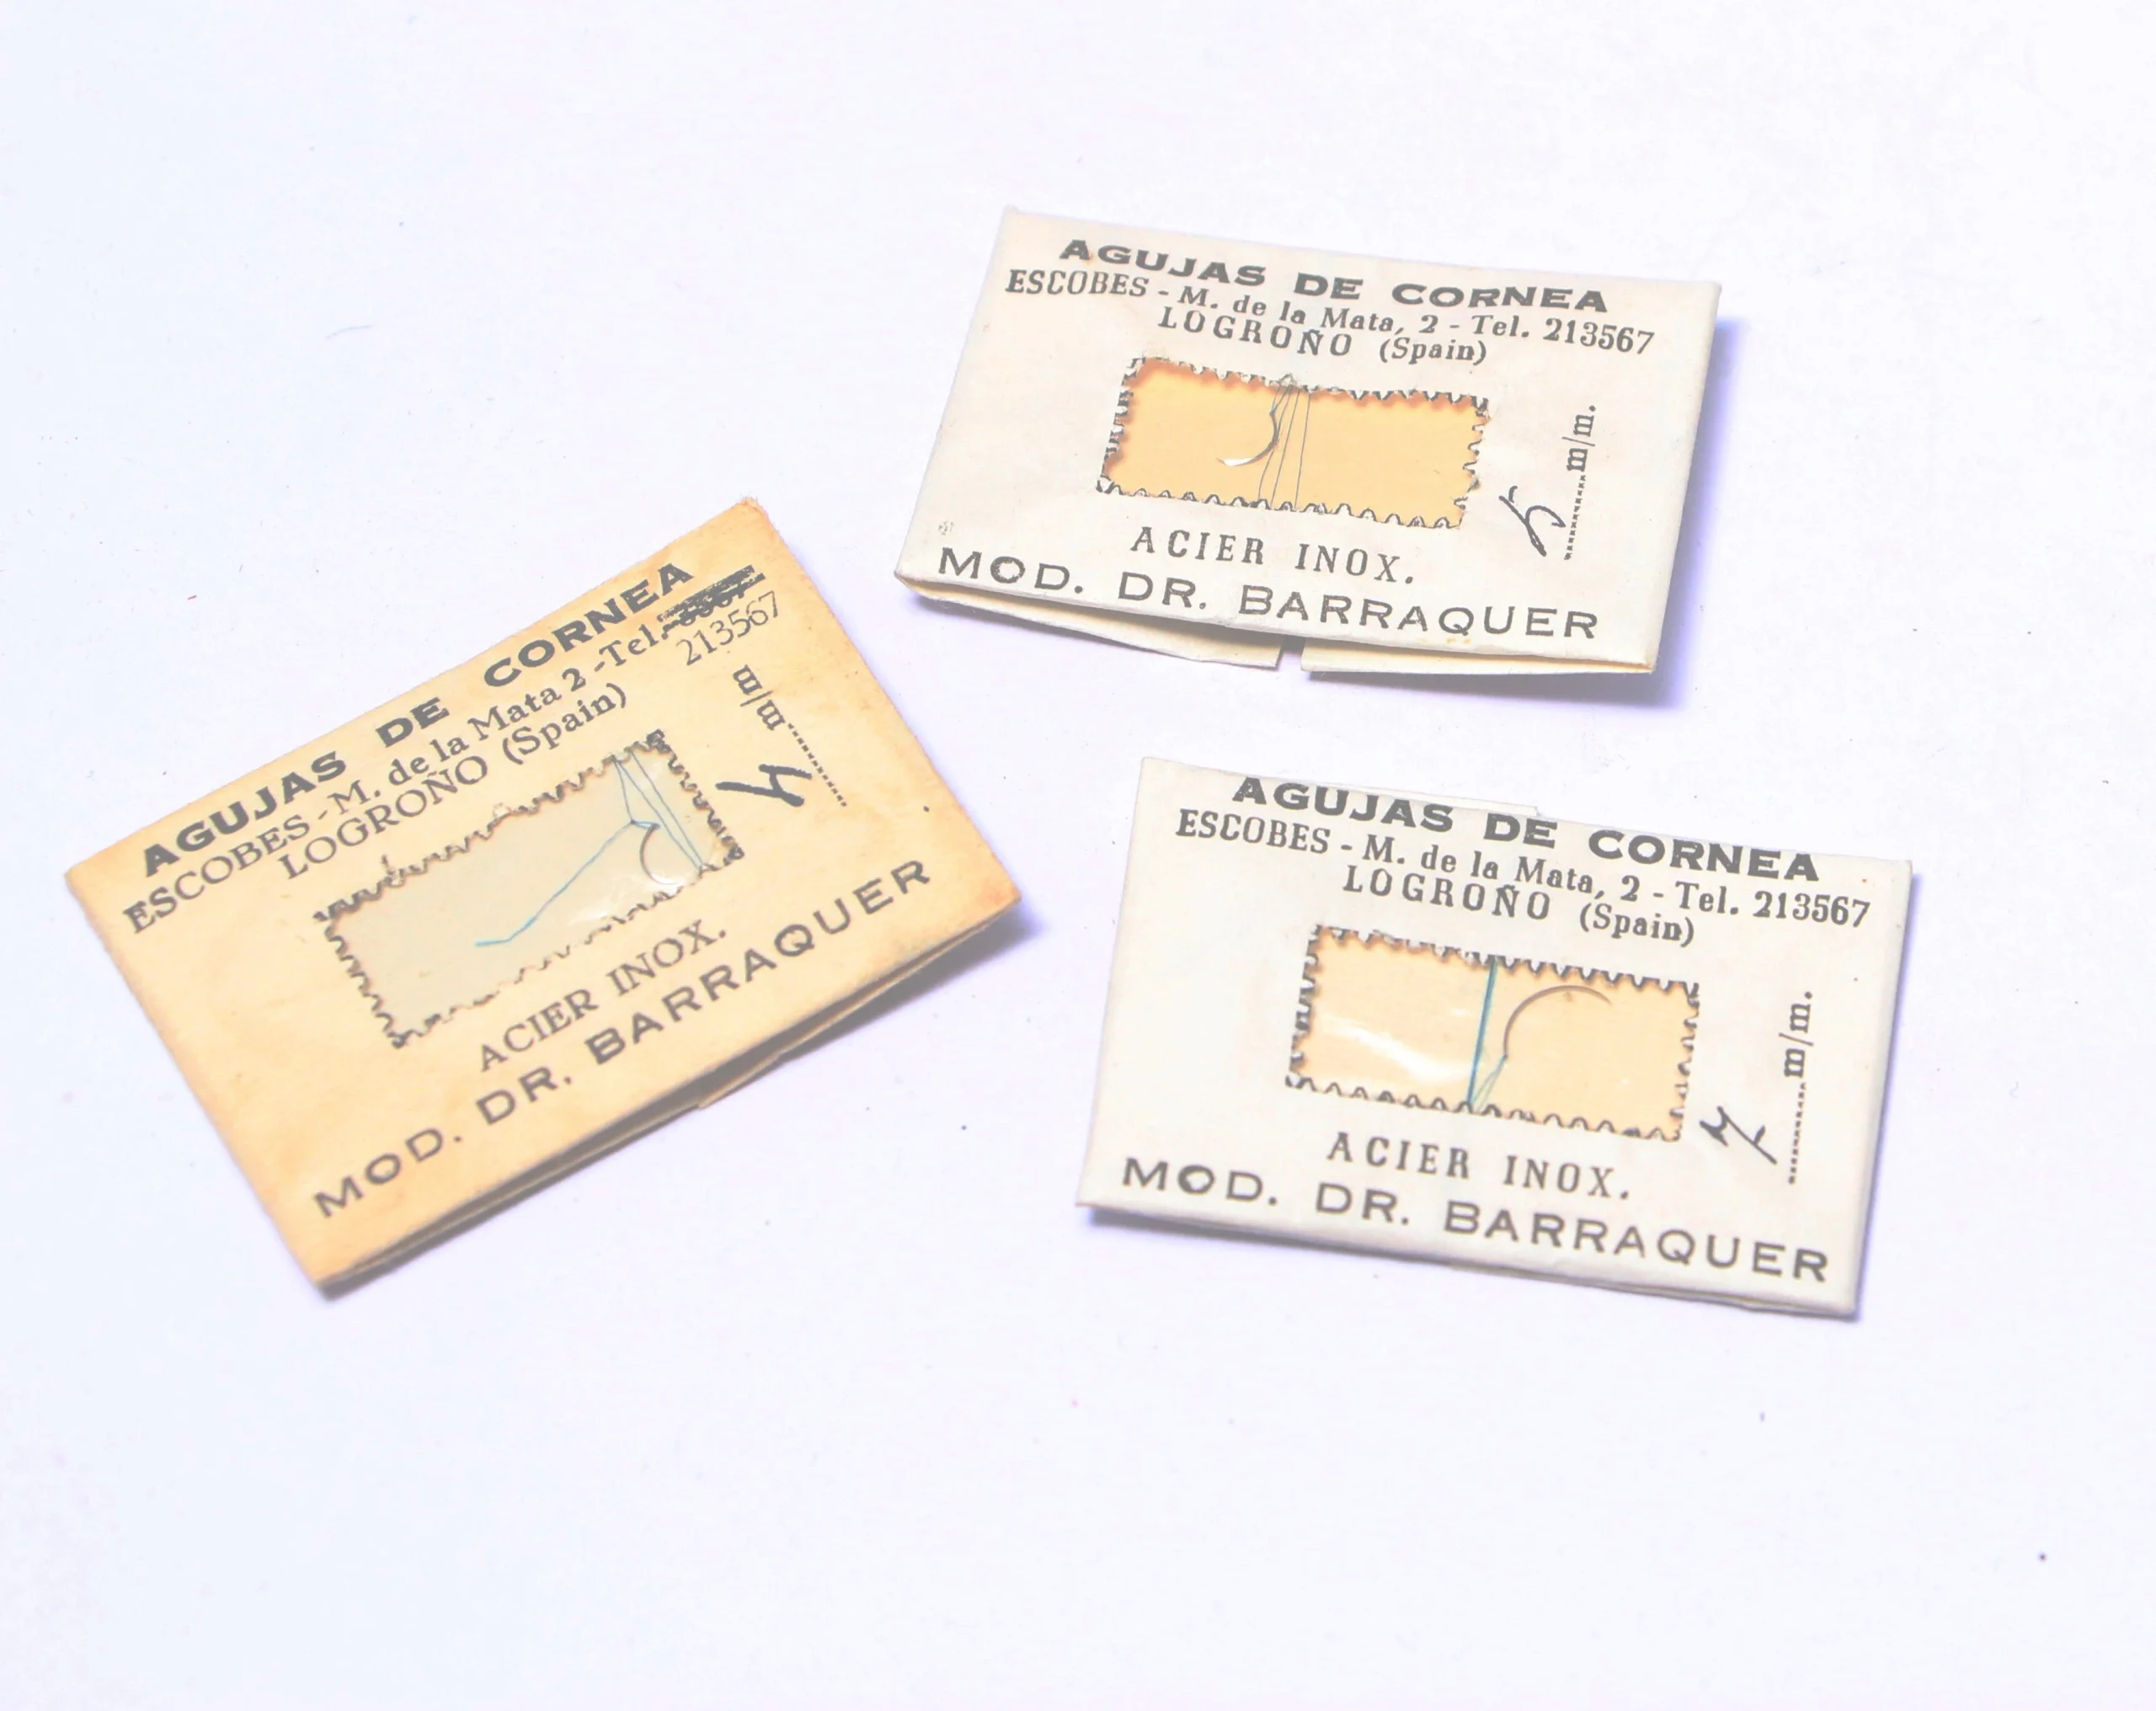 AGUJAS DE CORNEA
ESCOBES - M. de la Mata, 2 - Tel. 213567
LOGROÑO (Spain)
5 m/m.
ACIER INOX.
MOD. DR. BARRAQUER
AGUJAS DE CORNEA
ESCOBES - M. de la Mata 2 - Tel.
213567
LOGROÑO (Spain)
m/m
ACIER INOX.
MOD. DR. BARRAQUER
AGUJAS DE CORNEA
ESCOBES - M. de la Mata, 2 - Tel. 213567
LOGROÑO (Spain)
7 m/m.
ACIER INOX.
MOD. DR. BARRAQUER